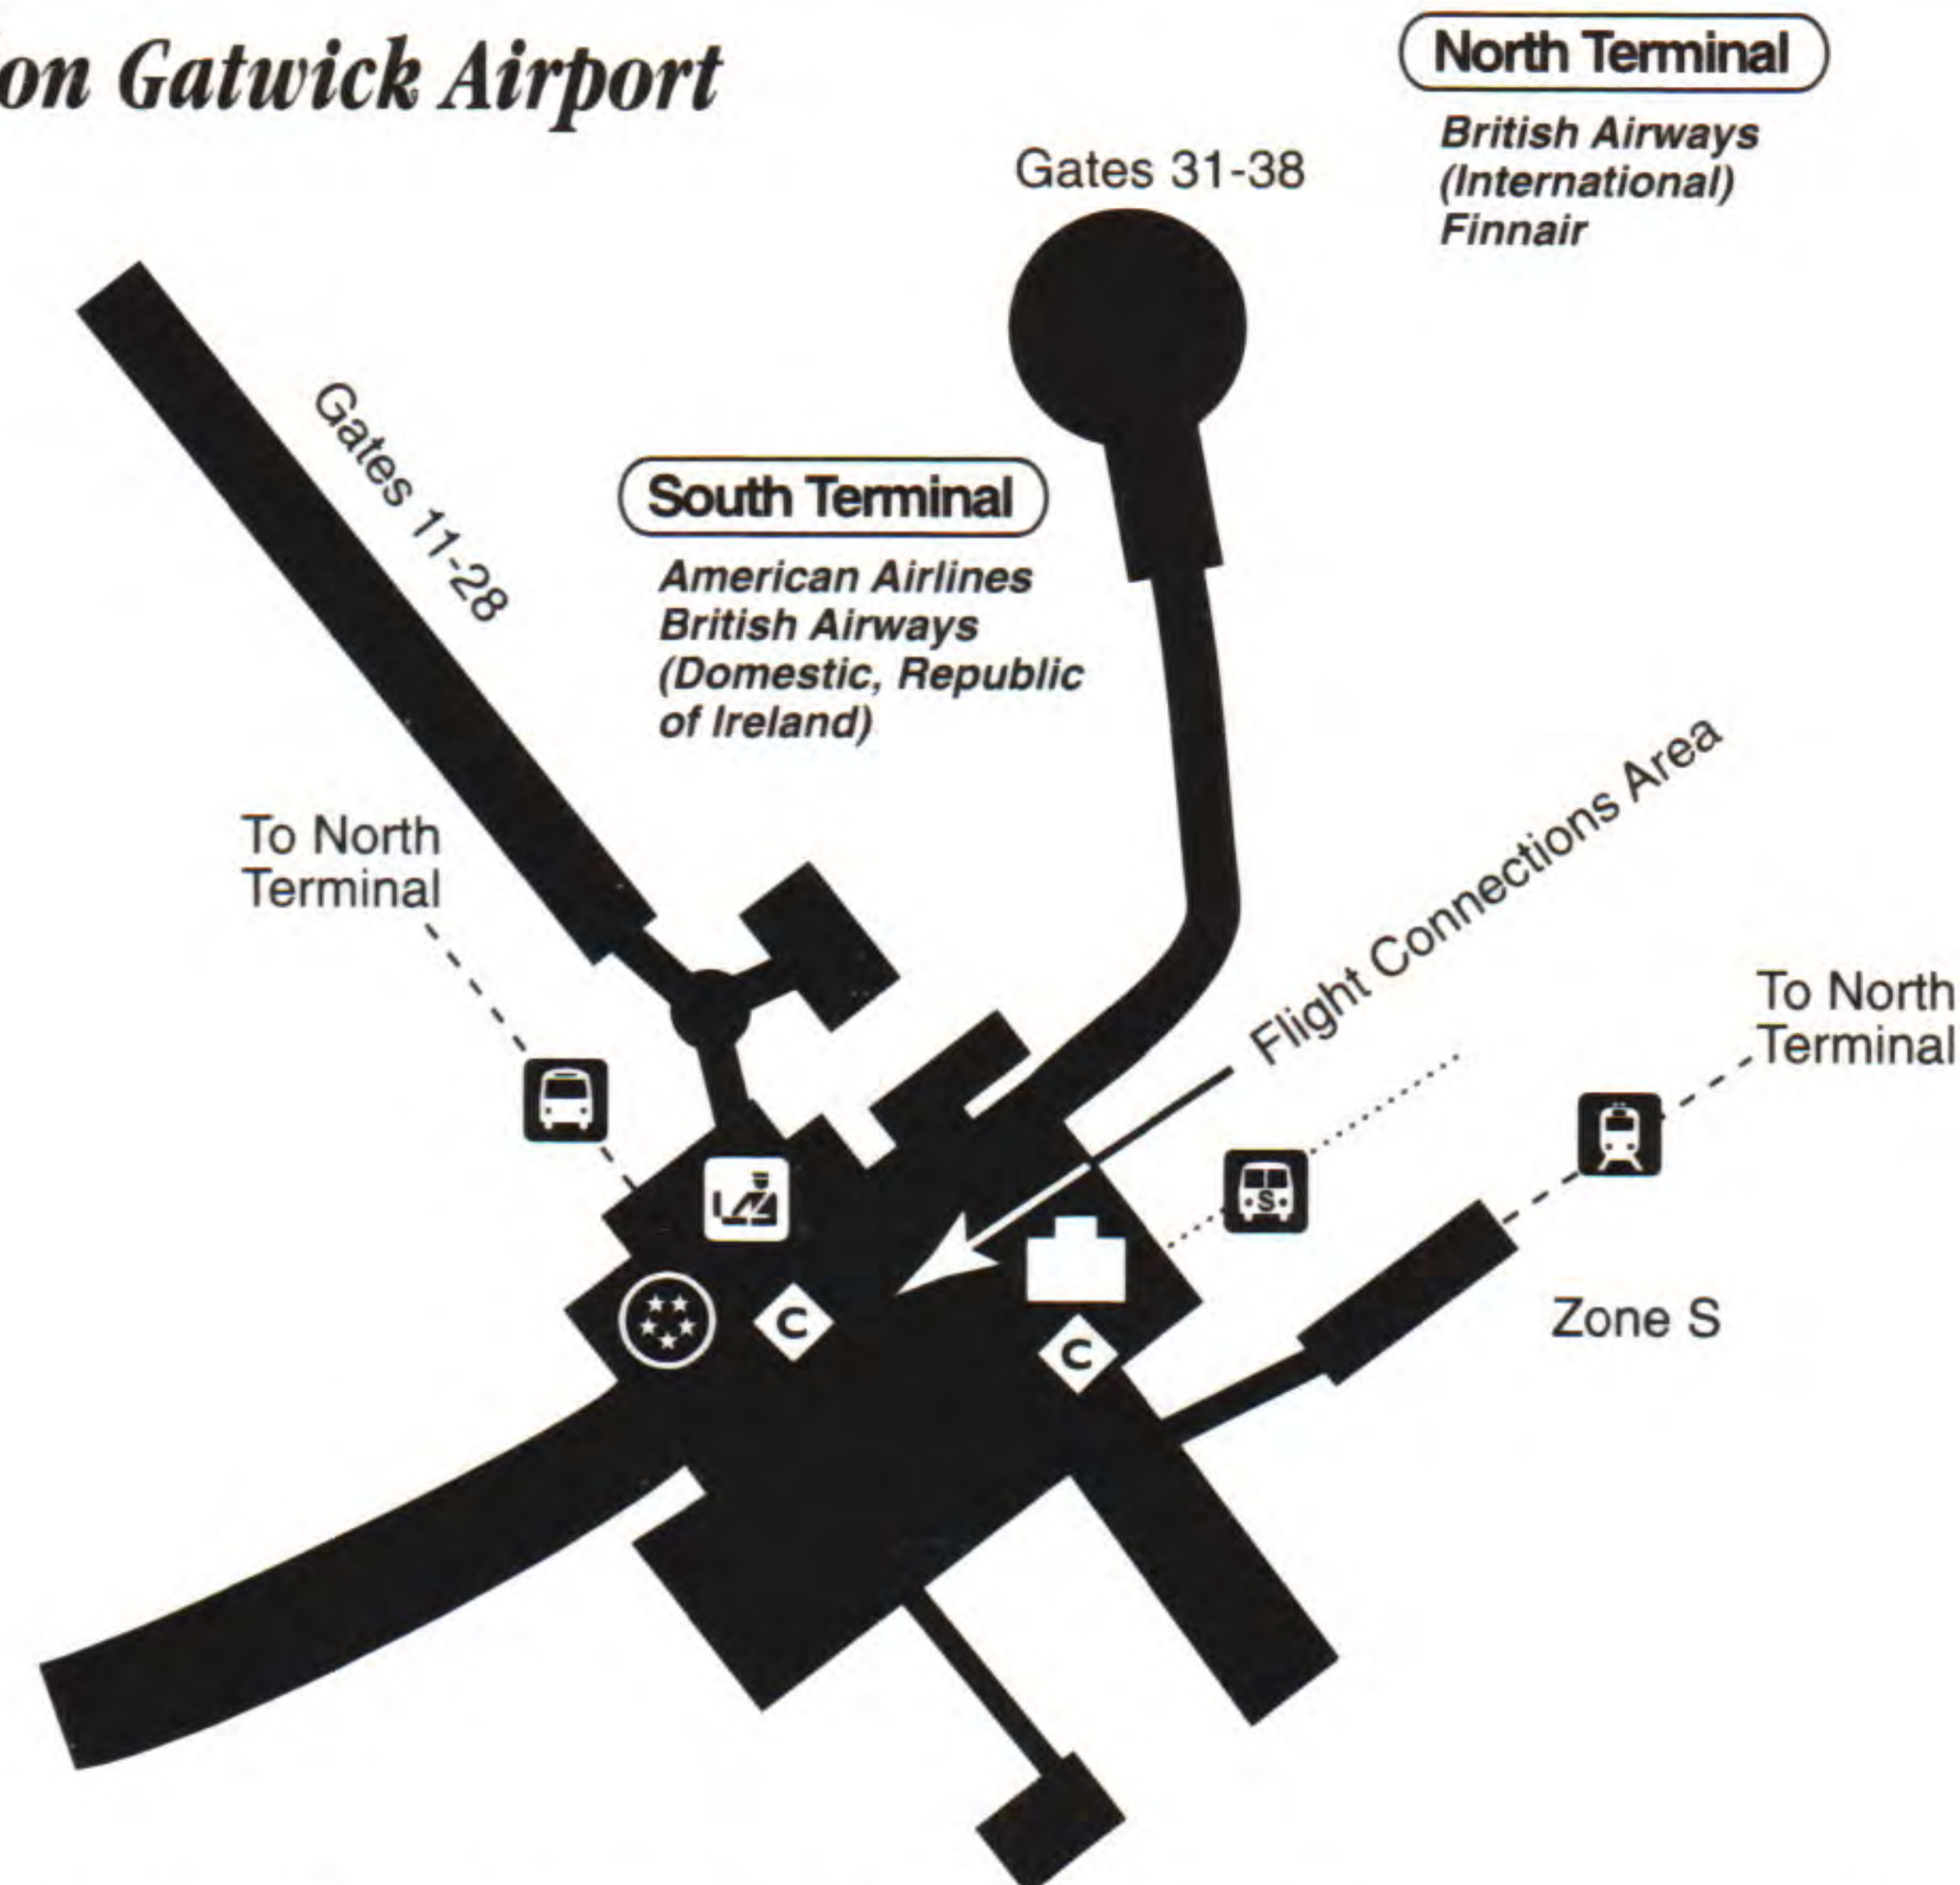 on Gatwick Airport
North Terminal
British Airways
(International)
Finnair
Gates 31-38
Gates 11-28
South Terminal
American Airlines
British Airways
(Domestic, Republic
of Ireland)
To North
Terminal
Flight Connections Area
To North
Terminal
S
Zone S
C
C